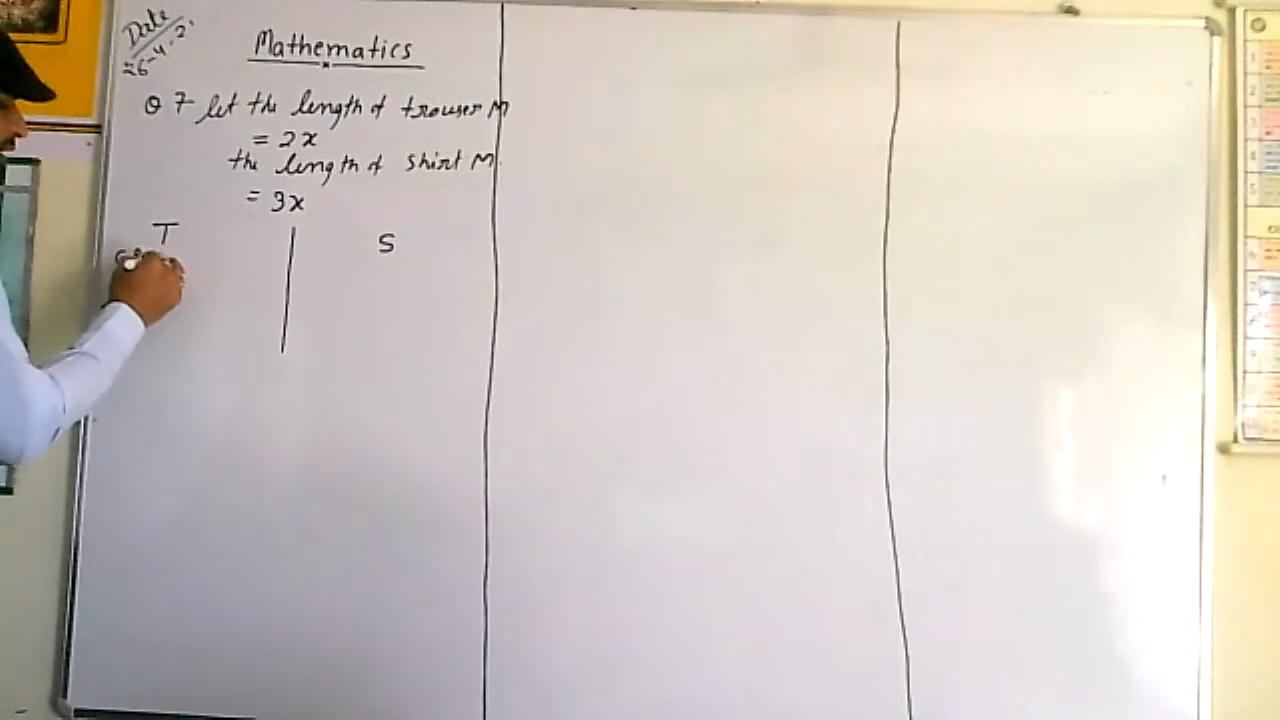 Date
26-4-2
Mathematics
Q 7 let the length of trouser M
= 2x
the length of shirt M.
= 3x
T
S